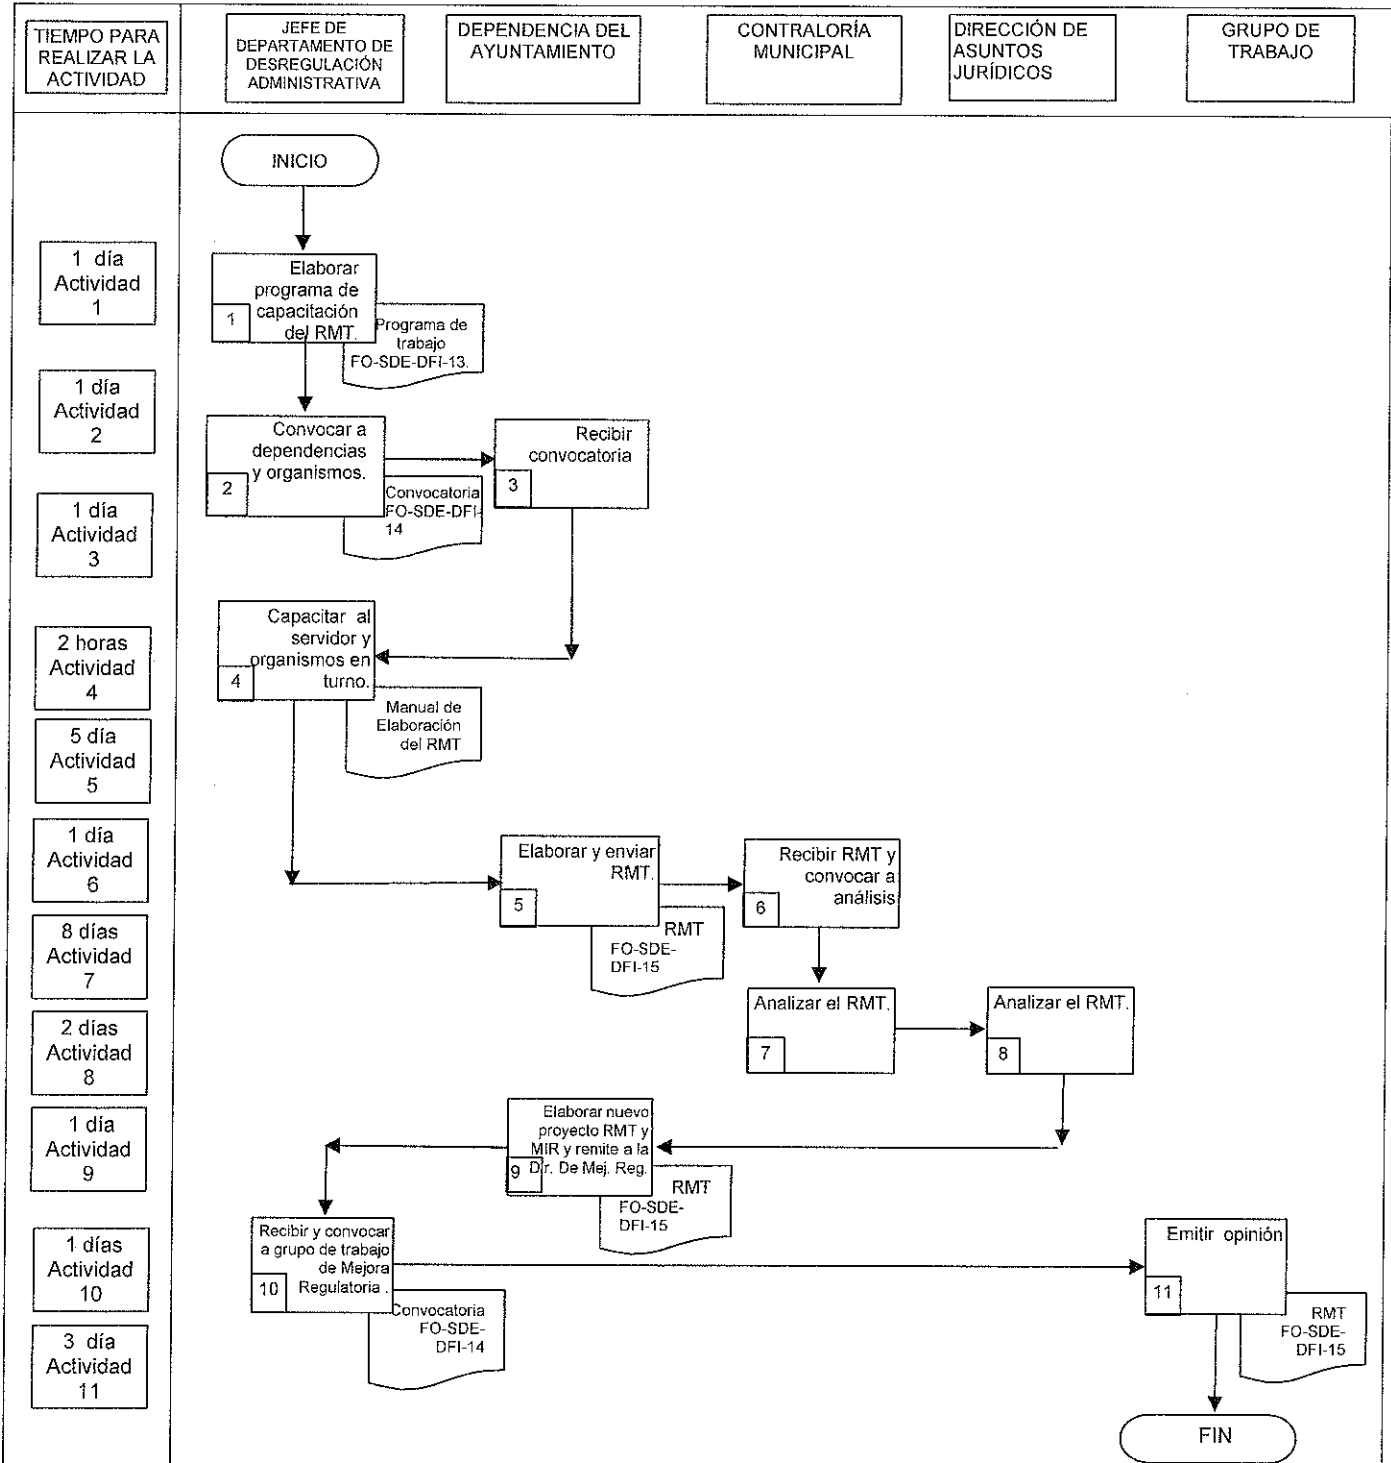 TIEMPO PARA
REALIZAR LA
ACTIVIDAD
JEFE DE
DEPARTAMENTO DE
DESREGULACIÓN
ADMINISTRATIVA
DEPENDENCIA DEL
AYUNTAMIENTO
CONTRALORÍA
MUNICIPAL
DIRECCIÓN DE
ASUNTOS
JURÍDICOS
GRUPO DE
TRABAJO
INICIO
1 día
Actividad
1
Elaborar
programa de
capacitación
del RMT.
1
Programa de
trabajo
FO-SDE-DFI-13.
1 día
Actividad
2
Convocar a
dependencias
y organismos.
2
Convocatoria
FO-SDE-DFI-
14
Recibir
convocatoria
3
1 día
Actividad
3
2 horas
Actividad
4
Capacitar al
servidor y
organismos en
turno.
4
Manual de
Elaboración
del RMT
5 día
Actividad
5
1 día
Actividad
6
Elaborar y enviar
RMT.
5
RMT
FO-SDE-
DFI-15
Recibir RMT y
convocar a
análisis
6
8 días
Actividad
7
Analizar el RMT.
7
Analizar el RMT.
8
2 días
Actividad
8
1 día
Actividad
9
Elaborar nuevo
proyecto RMT y
MIR y remite a la
Dir. De Mej. Reg.
9
RMT
FO-SDE-
DFI-15
1 días
Actividad
10
Recibir y convocar
a grupo de trabajo
de Mejora
Regulatoria .
10
Convocatoria
FO-SDE-
DFI-14
Emitir opinión
11
RMT
FO-SDE-
DFI-15
3 día
Actividad
11
FIN